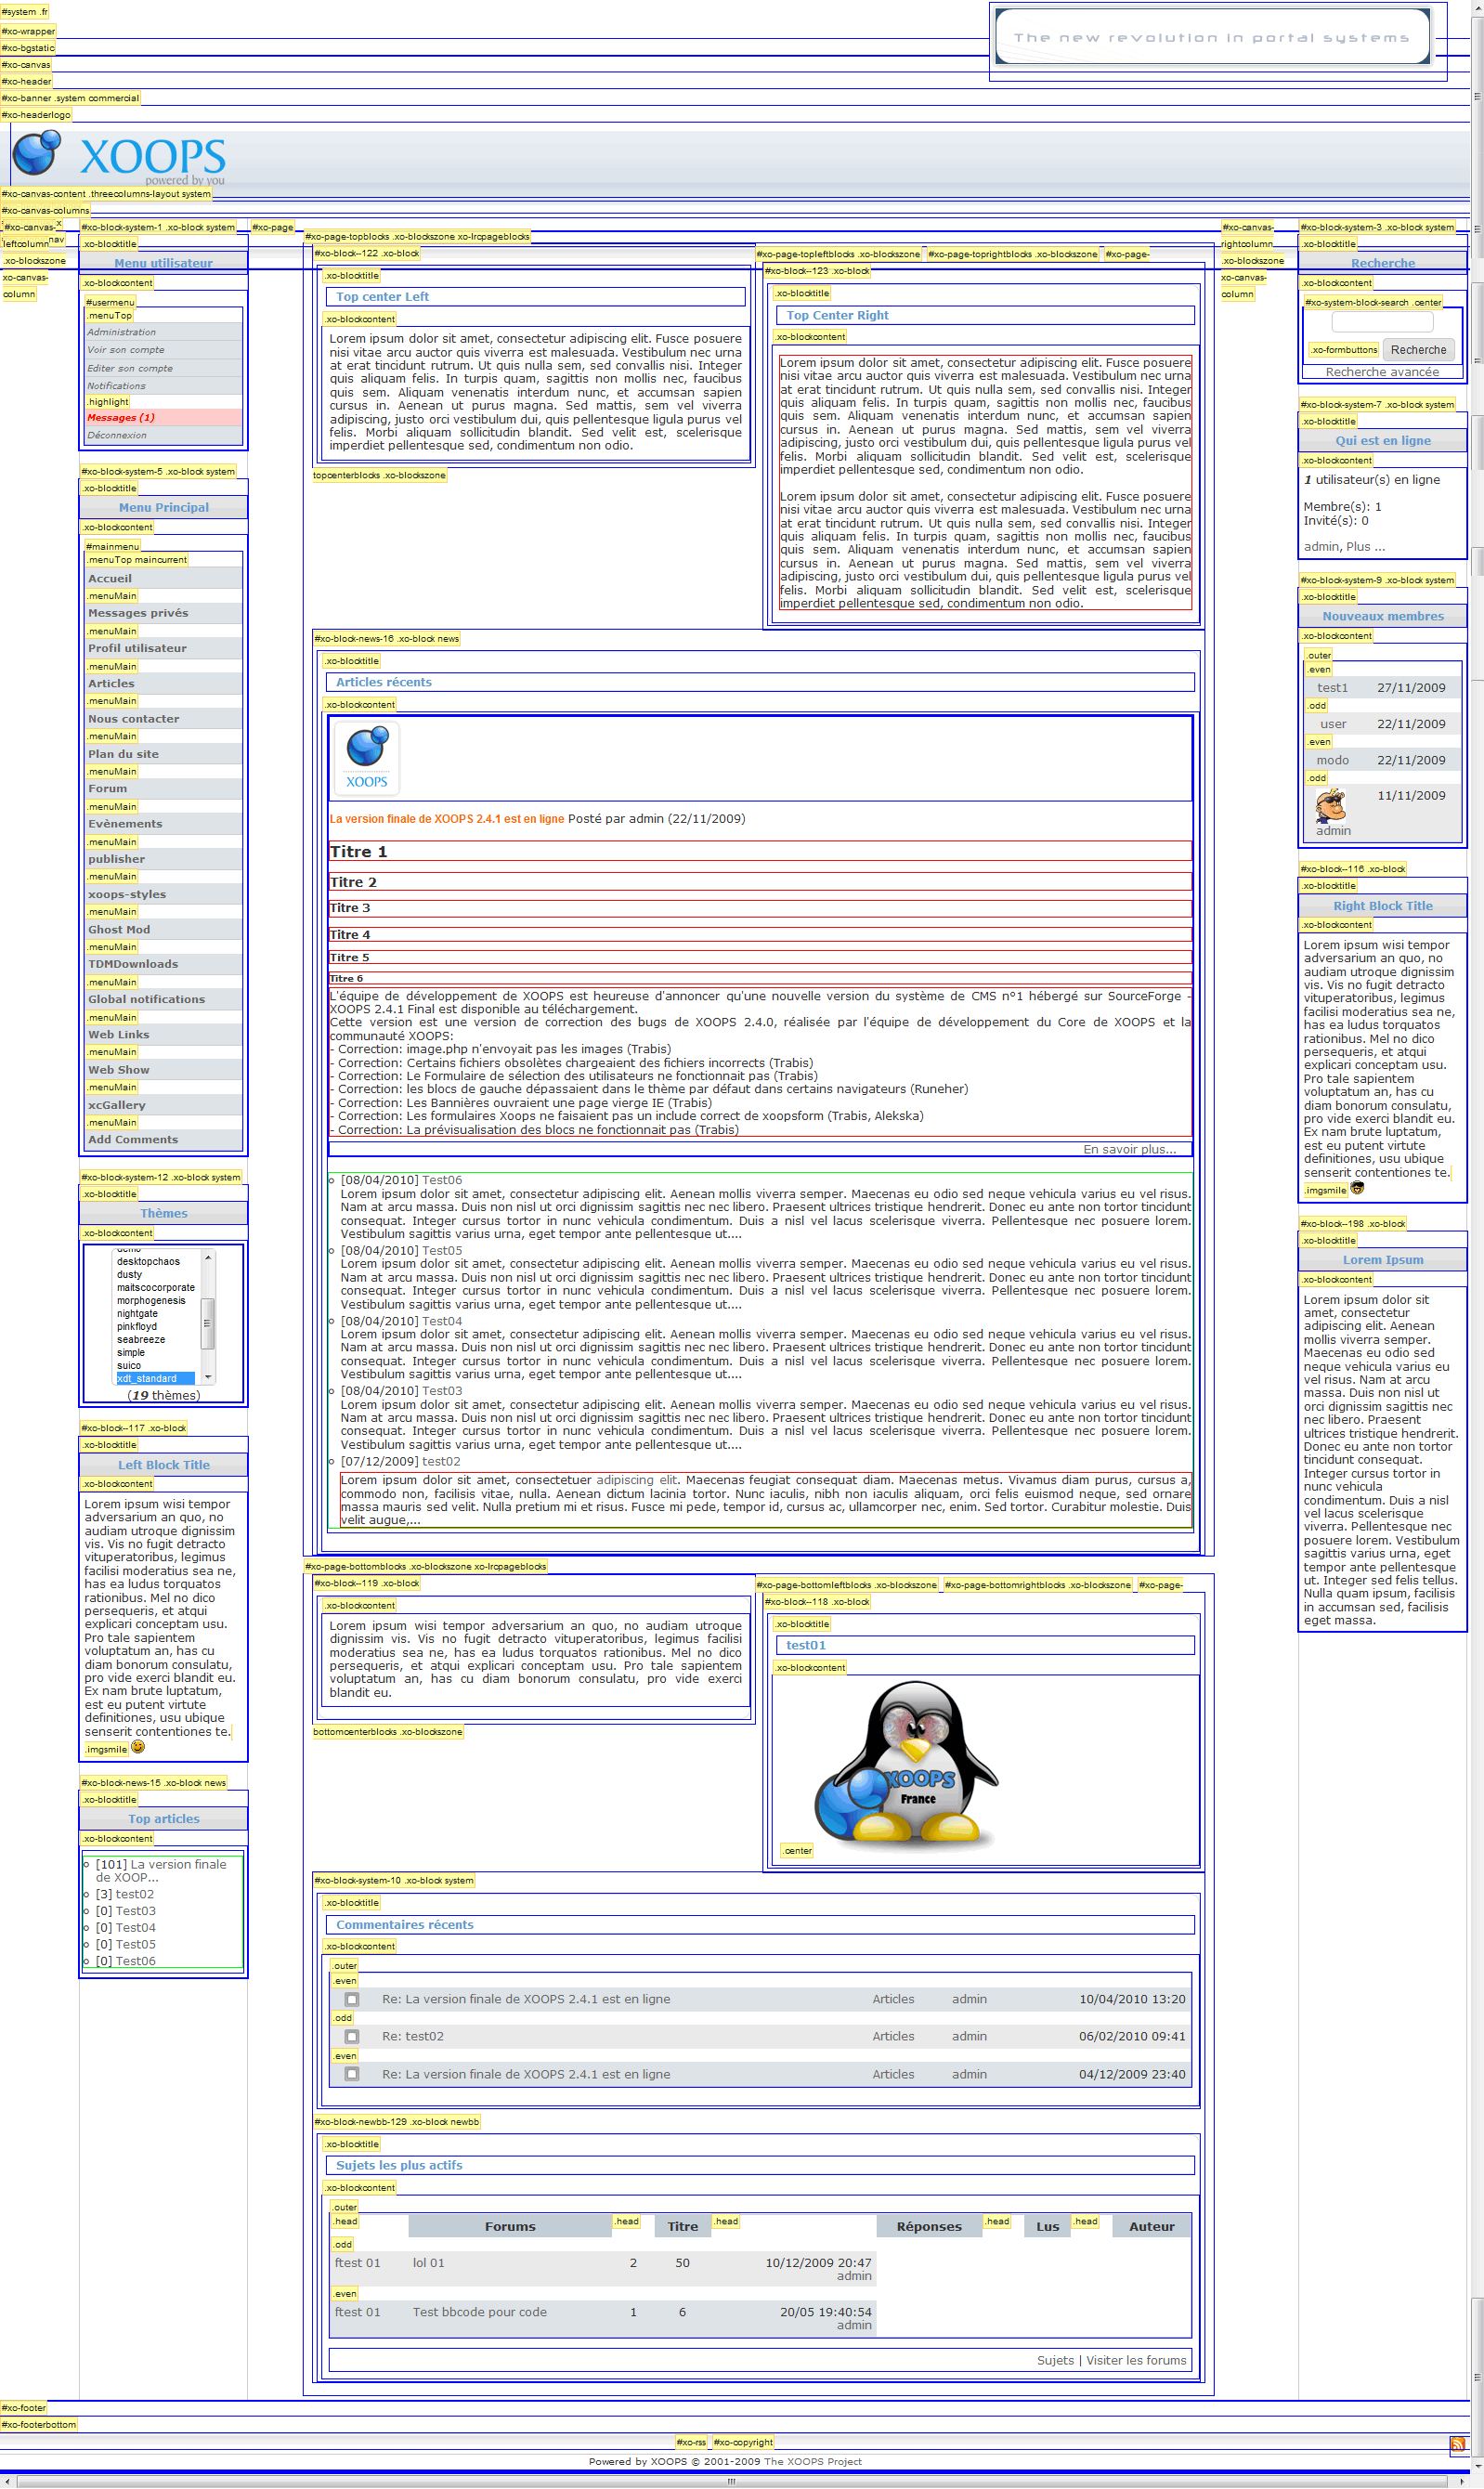 #system .fr
#xo-wrapper
#xo-bgstatic
#xo-canvas
#xo-header
#xo-banner .system commercial
#xo-headerlogo
The new revolution in portal systems
XOOPS
powered by you
#xo-canvas-content .threecolumns-layout system
#xo-canvas-columns
#xo-canvas-
leftcolumn
.xo-blockszone
xo-canvas-
column
#xo-block-system-1 .xo-block system
.xo-blocktitle
Menu utilisateur
.xo-blockcontent
#usermenu
.menuTop
Administration
Voir son compte
Editer son compte
Notifications
.highlight
Messages (1)
Déconnexion
#xo-block-system-5 .xo-block system
.xo-blocktitle
Menu Principal
.xo-blockcontent
#mainmenu
.menuTop maincurrent
Accueil
.menuMain
Messages privés
.menuMain
Profil utilisateur
.menuMain
Articles
.menuMain
Nous contacter
.menuMain
Plan du site
.menuMain
Forum
.menuMain
Evènements
.menuMain
publisher
.menuMain
xoops-styles
.menuMain
Ghost Mod
.menuMain
TDMDownloads
.menuMain
Global notifications
.menuMain
Web Links
.menuMain
Web Show
.menuMain
xcGallery
.menuMain
Add Comments
#xo-block-system-12 .xo-block system
.xo-blocktitle
Thèmes
.xo-blockcontent
desktopchaos
dusty
maitscocorporate
morphogenesis
nightgate
pinkfloyd
seabreeze
simple
suico
xdt_standard
(19 thèmes)
#xo-block--117 .xo-block
.xo-blocktitle
Left Block Title
.xo-blockcontent
Lorem ipsum wisi tempor
adversarium an quo, no
audiam utroque dignissim
vis. Vis no fugit detracto
vituperatoribus, legimus
facilisi moderatius sea ne,
has ea ludus torquatos
rationibus. Mel no dico
persequeris, et atqui
explicari conceptam usu.
Pro tale sapientem
voluptatum an, has cu
diam bonorum consulatu,
pro vide exerci blandit eu.
Ex nam brute luptatum,
est eu putent virtute
definitiones, usu ubique
senserit contentiones te.
.imgsmile
#xo-block-news-15 .xo-block news
.xo-blocktitle
Top articles
.xo-blockcontent
[101] La version finale
de XOOP...
[3] test02
[0] Test03
[0] Test04
[0] Test05
[0] Test06
#xo-page
#xo-page-topblocks .xo-blockszone xo-lrcpageblocks
#xo-block--122 .xo-block
.xo-blocktitle
Top center Left
.xo-blockcontent
Lorem ipsum dolor sit amet, consectetur adipiscing elit. Fusce posuere
nisi vitae arcu auctor quis viverra est malesuada. Vestibulum nec urna
at erat tincidunt rutrum. Ut quis nulla sem, sed convallis nisi. Integer
quis aliquam felis. In turpis quam, sagittis non mollis nec, faucibus
quis sem. Aliquam venenatis interdum nunc, et accumsan sapien
cursus in. Aenean ut purus magna. Sed mattis, sem vel viverra
adipiscing, justo orci vestibulum dui, quis pellentesque ligula purus vel
felis. Morbi aliquam sollicitudin blandit. Sed velit est, scelerisque
imperdiet pellentesque sed, condimentum non odio.
topcenterblocks .xo-blockszone
#xo-page-topleftblocks .xo-blockszone #xo-page-toprightblocks .xo-blockszone #xo-page-
#xo-block--123 .xo-block
.xo-blocktitle
Top Center Right
.xo-blockcontent
Lorem ipsum dolor sit amet, consectetur adipiscing elit. Fusce posuere
nisi vitae arcu auctor quis viverra est malesuada. Vestibulum nec urna
at erat tincidunt rutrum. Ut quis nulla sem, sed convallis nisi. Integer
quis aliquam felis. In turpis quam, sagittis non mollis nec, faucibus
quis sem. Aliquam venenatis interdum nunc, et accumsan sapien
cursus in. Aenean ut purus magna. Sed mattis, sem vel viverra
adipiscing, justo orci vestibulum dui, quis pellentesque ligula purus vel
felis. Morbi aliquam sollicitudin blandit. Sed velit est, scelerisque
imperdiet pellentesque sed, condimentum non odio.
Lorem ipsum dolor sit amet, consectetur adipiscing elit. Fusce posuere
nisi vitae arcu auctor quis viverra est malesuada. Vestibulum nec urna
at erat tincidunt rutrum. Ut quis nulla sem, sed convallis nisi. Integer
quis aliquam felis. In turpis quam, sagittis non mollis nec, faucibus
quis sem. Aliquam venenatis interdum nunc, et accumsan sapien
cursus in. Aenean ut purus magna. Sed mattis, sem vel viverra
adipiscing, justo orci vestibulum dui, quis pellentesque ligula purus vel
felis. Morbi aliquam sollicitudin blandit. Sed velit est, scelerisque
imperdiet pellentesque sed, condimentum non odio.
#xo-block-news-16 .xo-block news
.xo-blocktitle
Articles récents
.xo-blockcontent
XOOPS
La version finale de XOOPS 2.4.1 est en ligne Posté par admin (22/11/2009)
Titre 1
Titre 2
Titre 3
Titre 4
Titre 5
Titre 6
L'équipe de développement de XOOPS est heureuse d'annoncer qu'une nouvelle version du système de CMS n°1 hébergé sur SourceForge -
XOOPS 2.4.1 Final est disponible au téléchargement.
Cette version est une version de correction des bugs de XOOPS 2.4.0, réalisée par l'équipe de développement du Core de XOOPS et la
communauté XOOPS:
- Correction: image.php n'envoyait pas les images (Trabis)
- Correction: Certains fichiers obsolètes chargeaient des fichiers incorrects (Trabis)
- Correction: Le Formulaire de sélection des utilisateurs ne fonctionnait pas (Trabis)
- Correction: les blocs de gauche dépassaient dans le thème par défaut dans certains navigateurs (Runeher)
- Correction: Les Bannières ouvraient une page vierge IE (Trabis)
- Correction: Les formulaires Xoops ne faisaient pas un include correct de xoopsform (Trabis, Alekska)
- Correction: La prévisualisation des blocs ne fonctionnait pas (Trabis)
En savoir plus...
[08/04/2010] Test06
Lorem ipsum dolor sit amet, consectetur adipiscing elit. Aenean mollis viverra semper. Maecenas eu odio sed neque vehicula varius eu vel risus.
Nam at arcu massa. Duis non nisl ut orci dignissim sagittis nec nec libero. Praesent ultrices tristique hendrerit. Donec eu ante non tortor tincidunt
consequat. Integer cursus tortor in nunc vehicula condimentum. Duis a nisl vel lacus scelerisque viverra. Pellentesque nec posuere lorem.
Vestibulum sagittis varius urna, eget tempor ante pellentesque ut....
[08/04/2010] Test05
Lorem ipsum dolor sit amet, consectetur adipiscing elit. Aenean mollis viverra semper. Maecenas eu odio sed neque vehicula varius eu vel risus.
Nam at arcu massa. Duis non nisl ut orci dignissim sagittis nec nec libero. Praesent ultrices tristique hendrerit. Donec eu ante non tortor tincidunt
consequat. Integer cursus tortor in nunc vehicula condimentum. Duis a nisl vel lacus scelerisque viverra. Pellentesque nec posuere lorem.
Vestibulum sagittis varius urna, eget tempor ante pellentesque ut....
[08/04/2010] Test04
Lorem ipsum dolor sit amet, consectetur adipiscing elit. Aenean mollis viverra semper. Maecenas eu odio sed neque vehicula varius eu vel risus.
Nam at arcu massa. Duis non nisl ut orci dignissim sagittis nec nec libero. Praesent ultrices tristique hendrerit. Donec eu ante non tortor tincidunt
consequat. Integer cursus tortor in nunc vehicula condimentum. Duis a nisl vel lacus scelerisque viverra. Pellentesque nec posuere lorem.
Vestibulum sagittis varius urna, eget tempor ante pellentesque ut....
[08/04/2010] Test03
Lorem ipsum dolor sit amet, consectetur adipiscing elit. Aenean mollis viverra semper. Maecenas eu odio sed neque vehicula varius eu vel risus.
Nam at arcu massa. Duis non nisl ut orci dignissim sagittis nec nec libero. Praesent ultrices tristique hendrerit. Donec eu ante non tortor tincidunt
consequat. Integer cursus tortor in nunc vehicula condimentum. Duis a nisl vel lacus scelerisque viverra. Pellentesque nec posuere lorem.
Vestibulum sagittis varius urna, eget tempor ante pellentesque ut....
[07/12/2009] test02
Lorem ipsum dolor sit amet, consectetuer adipiscing elit. Maecenas feugiat consequat diam. Maecenas metus. Vivamus diam purus, cursus a,
commodo non, facilisis vitae, nulla. Aenean dictum lacinia tortor. Nunc iaculis, nibh non iaculis aliquam, orci felis euismod neque, sed ornare
massa mauris sed velit. Nulla pretium mi et risus. Fusce mi pede, tempor id, cursus ac, ullamcorper nec, enim. Sed tortor. Curabitur molestie. Duis
velit augue,...
#xo-page-bottomblocks .xo-blockszone xo-lrcpageblocks
#xo-block--119 .xo-block
.xo-blockcontent
Lorem ipsum wisi tempor adversarium an quo, no audiam utroque
dignissim vis. Vis no fugit detracto vituperatoribus, legimus facilisi
moderatius sea ne, has ea ludus torquatos rationibus. Mel no dico
persequeris, et atqui explicari conceptam usu. Pro tale sapientem
voluptatum an, has cu diam bonorum consulatu, pro vide exerci
blandit eu.
bottomcenterblocks .xo-blockszone
#xo-page-bottomleftblocks .xo-blockszone #xo-page-bottomrightblocks .xo-blockszone #xo-page-
#xo-block--118 .xo-block
.xo-blocktitle
test01
.xo-blockcontent
XOOPS
France
.center
#xo-block-system-10 .xo-block system
.xo-blocktitle
Commentaires récents
.xo-blockcontent
.outer
.even
Re: La version finale de XOOPS 2.4.1 est en ligne Articles admin 10/04/2010 13:20
.odd
Re: test02 Articles admin 06/02/2010 09:41
.even
Re: La version finale de XOOPS 2.4.1 est en ligne Articles admin 04/12/2009 23:40
#xo-block-newbb-129 .xo-block newbb
.xo-blocktitle
Sujets les plus actifs
.xo-blockcontent
.outer
.head Forums .head Titre .head Réponses .head Lus .head Auteur
.odd
ftest 01 lol 01 2 50 10/12/2009 20:47
admin
.even
ftest 01 Test bbcode pour code 1 6 20/05 19:40:54
admin
Sujets | Visiter les forums
#xo-canvas-
rightcolumn
.xo-blockszone
xo-canvas-
column
#xo-block-system-3 .xo-block system
.xo-blocktitle
Recherche
.xo-blockcontent
#xo-system-block-search .center
.xo-formbuttons Recherche
Recherche avancée
#xo-block-system-7 .xo-block system
.xo-blocktitle
Qui est en ligne
.xo-blockcontent
1 utilisateur(s) en ligne
Membre(s): 1
Invité(s): 0
admin, Plus ...
#xo-block-system-9 .xo-block system
.xo-blocktitle
Nouveaux membres
.xo-blockcontent
.outer
.even
test1 27/11/2009
.odd
user 22/11/2009
.even
modo 22/11/2009
.odd
11/11/2009
admin
#xo-block--116 .xo-block
.xo-blocktitle
Right Block Title
.xo-blockcontent
Lorem ipsum wisi tempor
adversarium an quo, no
audiam utroque dignissim
vis. Vis no fugit detracto
vituperatoribus, legimus
facilisi moderatius sea ne,
has ea ludus torquatos
rationibus. Mel no dico
persequeris, et atqui
explicari conceptam usu.
Pro tale sapientem
voluptatum an, has cu
diam bonorum consulatu,
pro vide exerci blandit eu.
Ex nam brute luptatum,
est eu putent virtute
definitiones, usu ubique
senserit contentiones te.
.imgsmile
#xo-block--198 .xo-block
.xo-blocktitle
Lorem Ipsum
.xo-blockcontent
Lorem ipsum dolor sit
amet, consectetur
adipiscing elit. Aenean
mollis viverra semper.
Maecenas eu odio sed
neque vehicula varius eu
vel risus. Nam at arcu
massa. Duis non nisl ut
orci dignissim sagittis nec
nec libero. Praesent
ultrices tristique hendrerit.
Donec eu ante non tortor
tincidunt consequat.
Integer cursus tortor in
nunc vehicula
condimentum. Duis a nisl
vel lacus scelerisque
viverra. Pellentesque nec
posuere lorem. Vestibulum
sagittis varius urna, eget
tempor ante pellentesque
ut. Integer sed felis tellus.
Nulla quam ipsum, facilisis
in accumsan sed, facilisis
eget massa.
#xo-footer
#xo-footerbottom
#xo-rss #xo-copyright
Powered by XOOPS © 2001-2009 The XOOPS Project